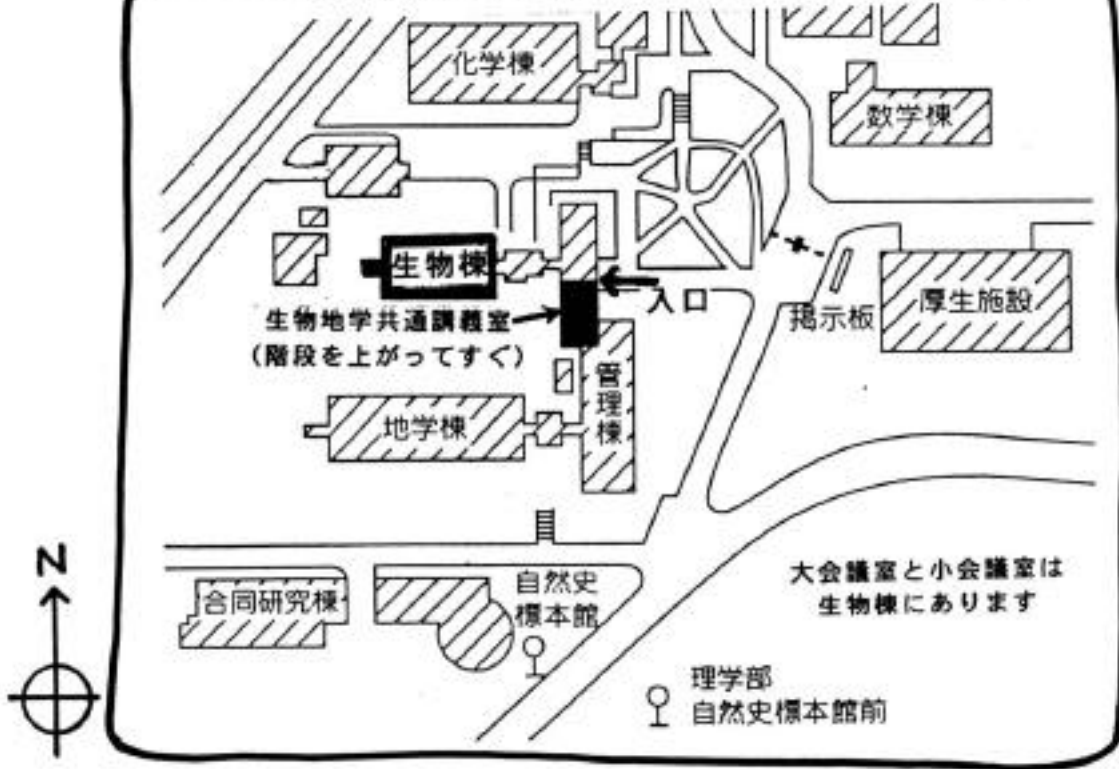 化学棟
数学棟
生物棟
入口
掲示板
厚生施設
生物地学共通講義室
(階段を上がってすぐ)
管理棟
地学棟
N
合同研究棟
自然史
標本館
大会議室と小会議室は
生物棟にあります
理学部
自然史標本館前